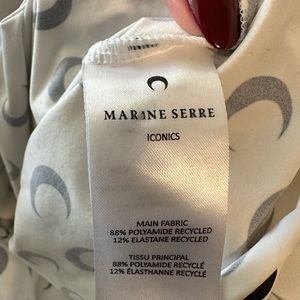 MARINE SERRE
ICONICS
MAIN FABRIC
88% POLYAMIDE RECYCLED
12% ELASTANE RECYCLED
TISSU PRINCIPAL
88% POLYAMIDE RECYCLÉ
12% ÉLASTHANNE RECYCLÉ